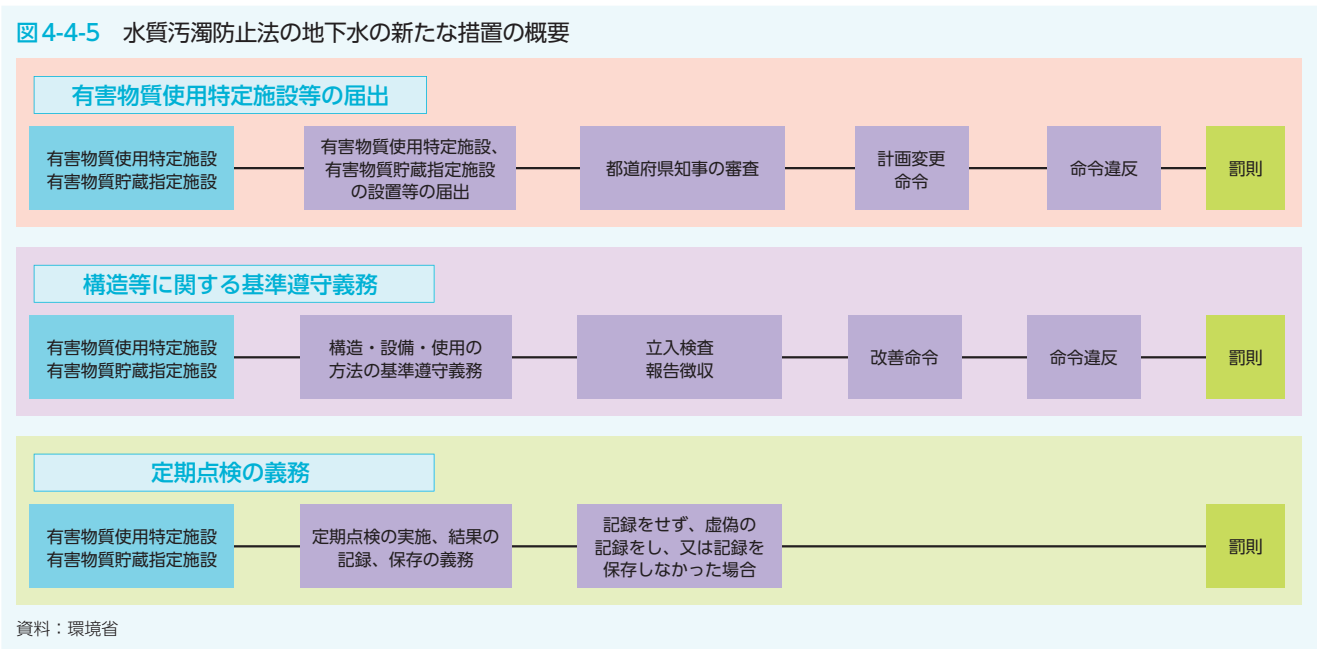 図4-4-5 水質汚濁防止法の地下水の新たな措置の概要
有害物質使用特定施設等の届出
有害物質使用特定施設
有害物質貯蔵指定施設
有害物質使用特定施設、
有害物質貯蔵指定施設
の設置等の届出
都道府県知事の審査
計画変更
命令
命令違反
罰則
構造等に関する基準遵守義務
有害物質使用特定施設
有害物質貯蔵指定施設
構造・設備・使用の
方法の基準遵守義務
立入検査
報告徴収
改善命令
命令違反
罰則
定期点検の義務
有害物質使用特定施設
有害物質貯蔵指定施設
定期点検の実施、結果の
記録、保存の義務
記録をせず、虚偽の
記録をし、又は記録を
保存しなかった場合
罰則
資料：環境省